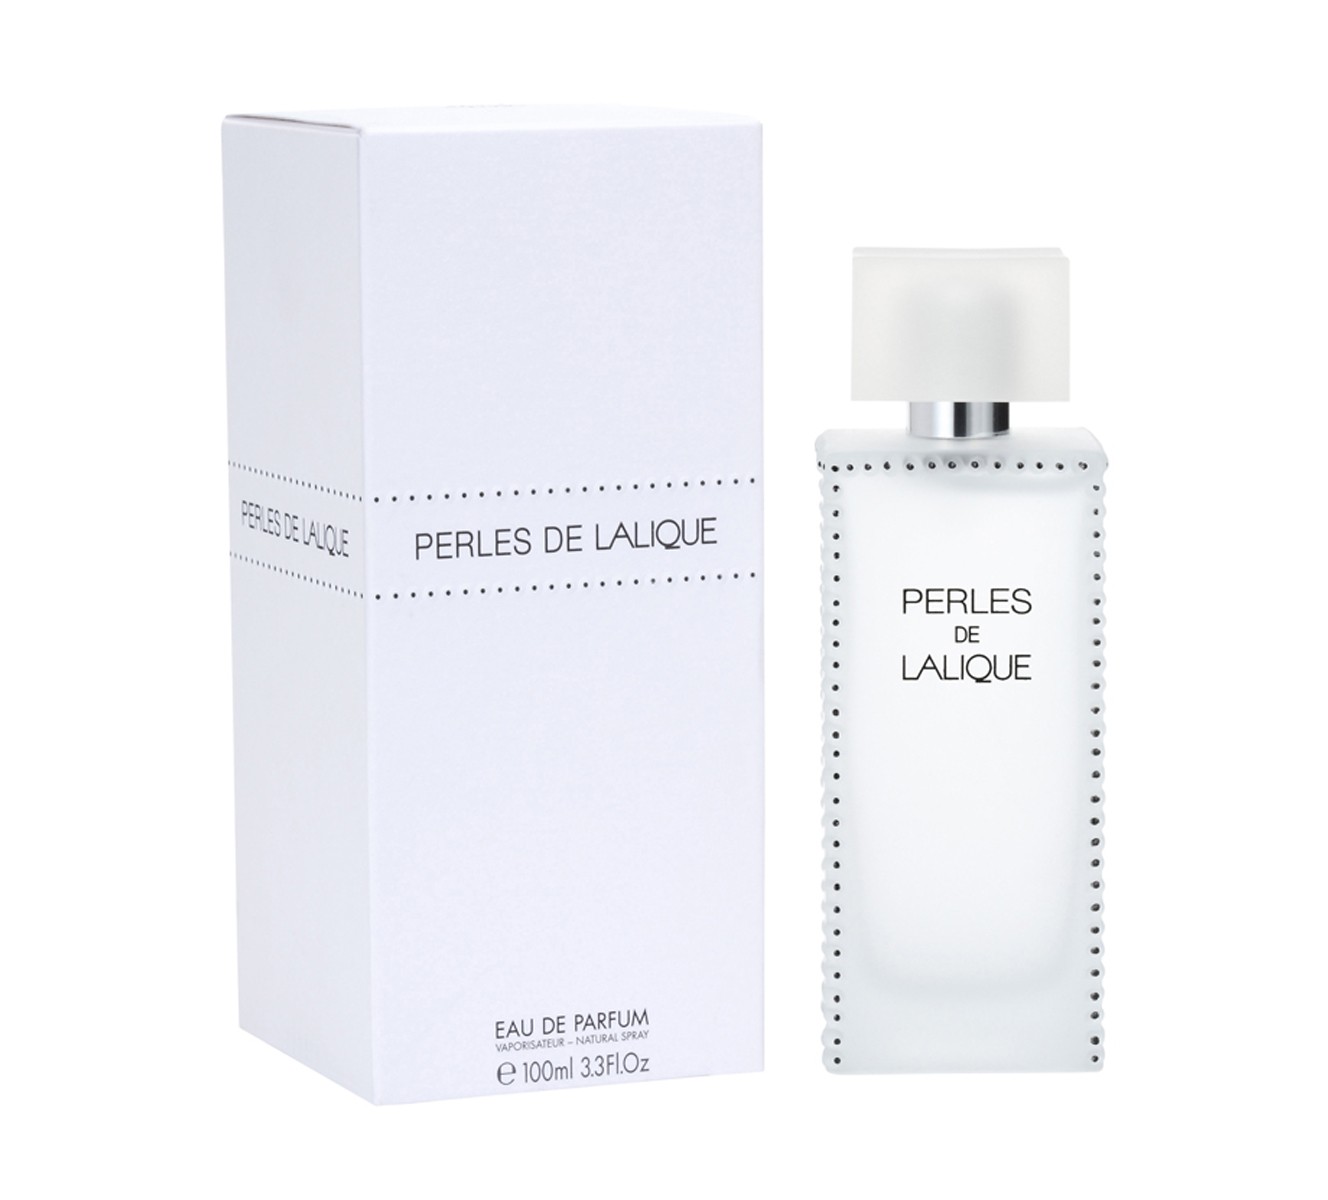 PERLES DE LALIQUE
PERLES DE LALIQUE
EAU DE PARFUM
VAPORISATEUR – NATURAL SPRAY
℮ 100ml 3.3Fl.Oz
PERLES
DE
LALIQUE